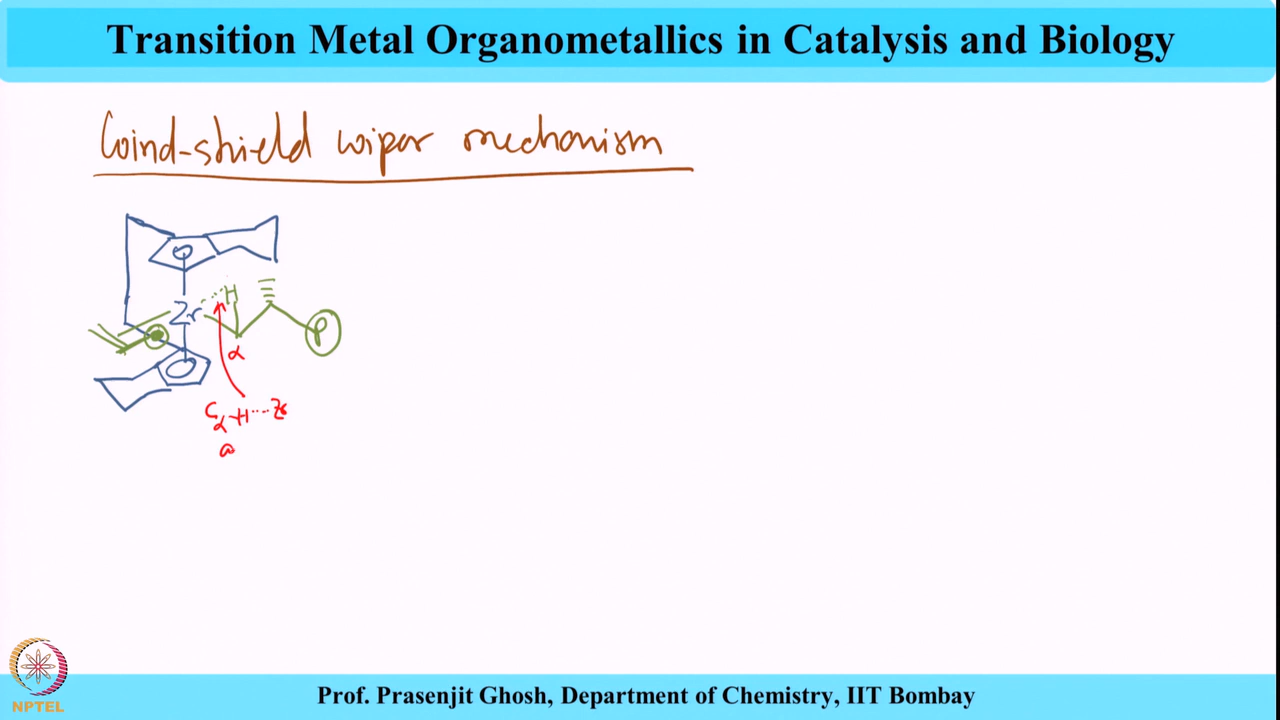 Transition Metal Organometallics in Catalysis and Biology
Wind-shield wiper mechanism
Zr
H
P
α
Cα-H····Zr
a
NPTEL
Prof. Prasenjit Ghosh, Department of Chemistry, IIT Bombay